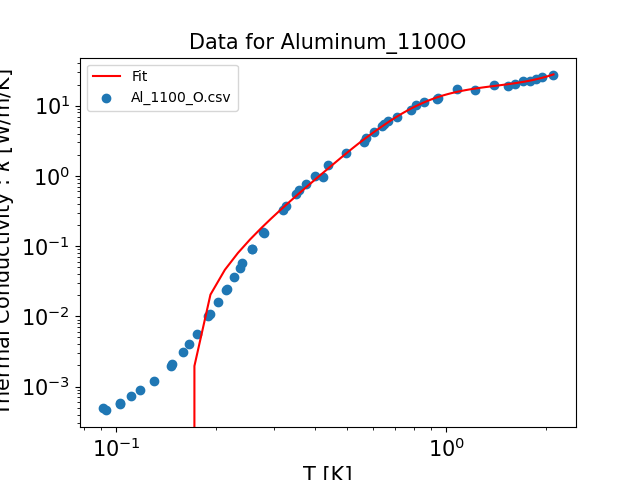 Data for Aluminum_1100O
Fit
Al_1100_O.csv
Thermal Conductivity : k [W/m/K]
10¹
10⁰
10⁻¹
10⁻²
10⁻³
10⁻¹
10⁰
T [K]